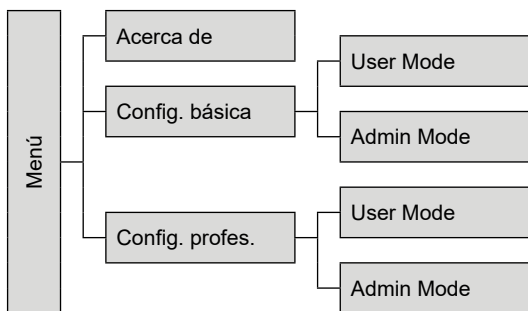 Menú
Acerca de
Config. básica
User Mode
Admin Mode
Config. profes.
User Mode
Admin Mode